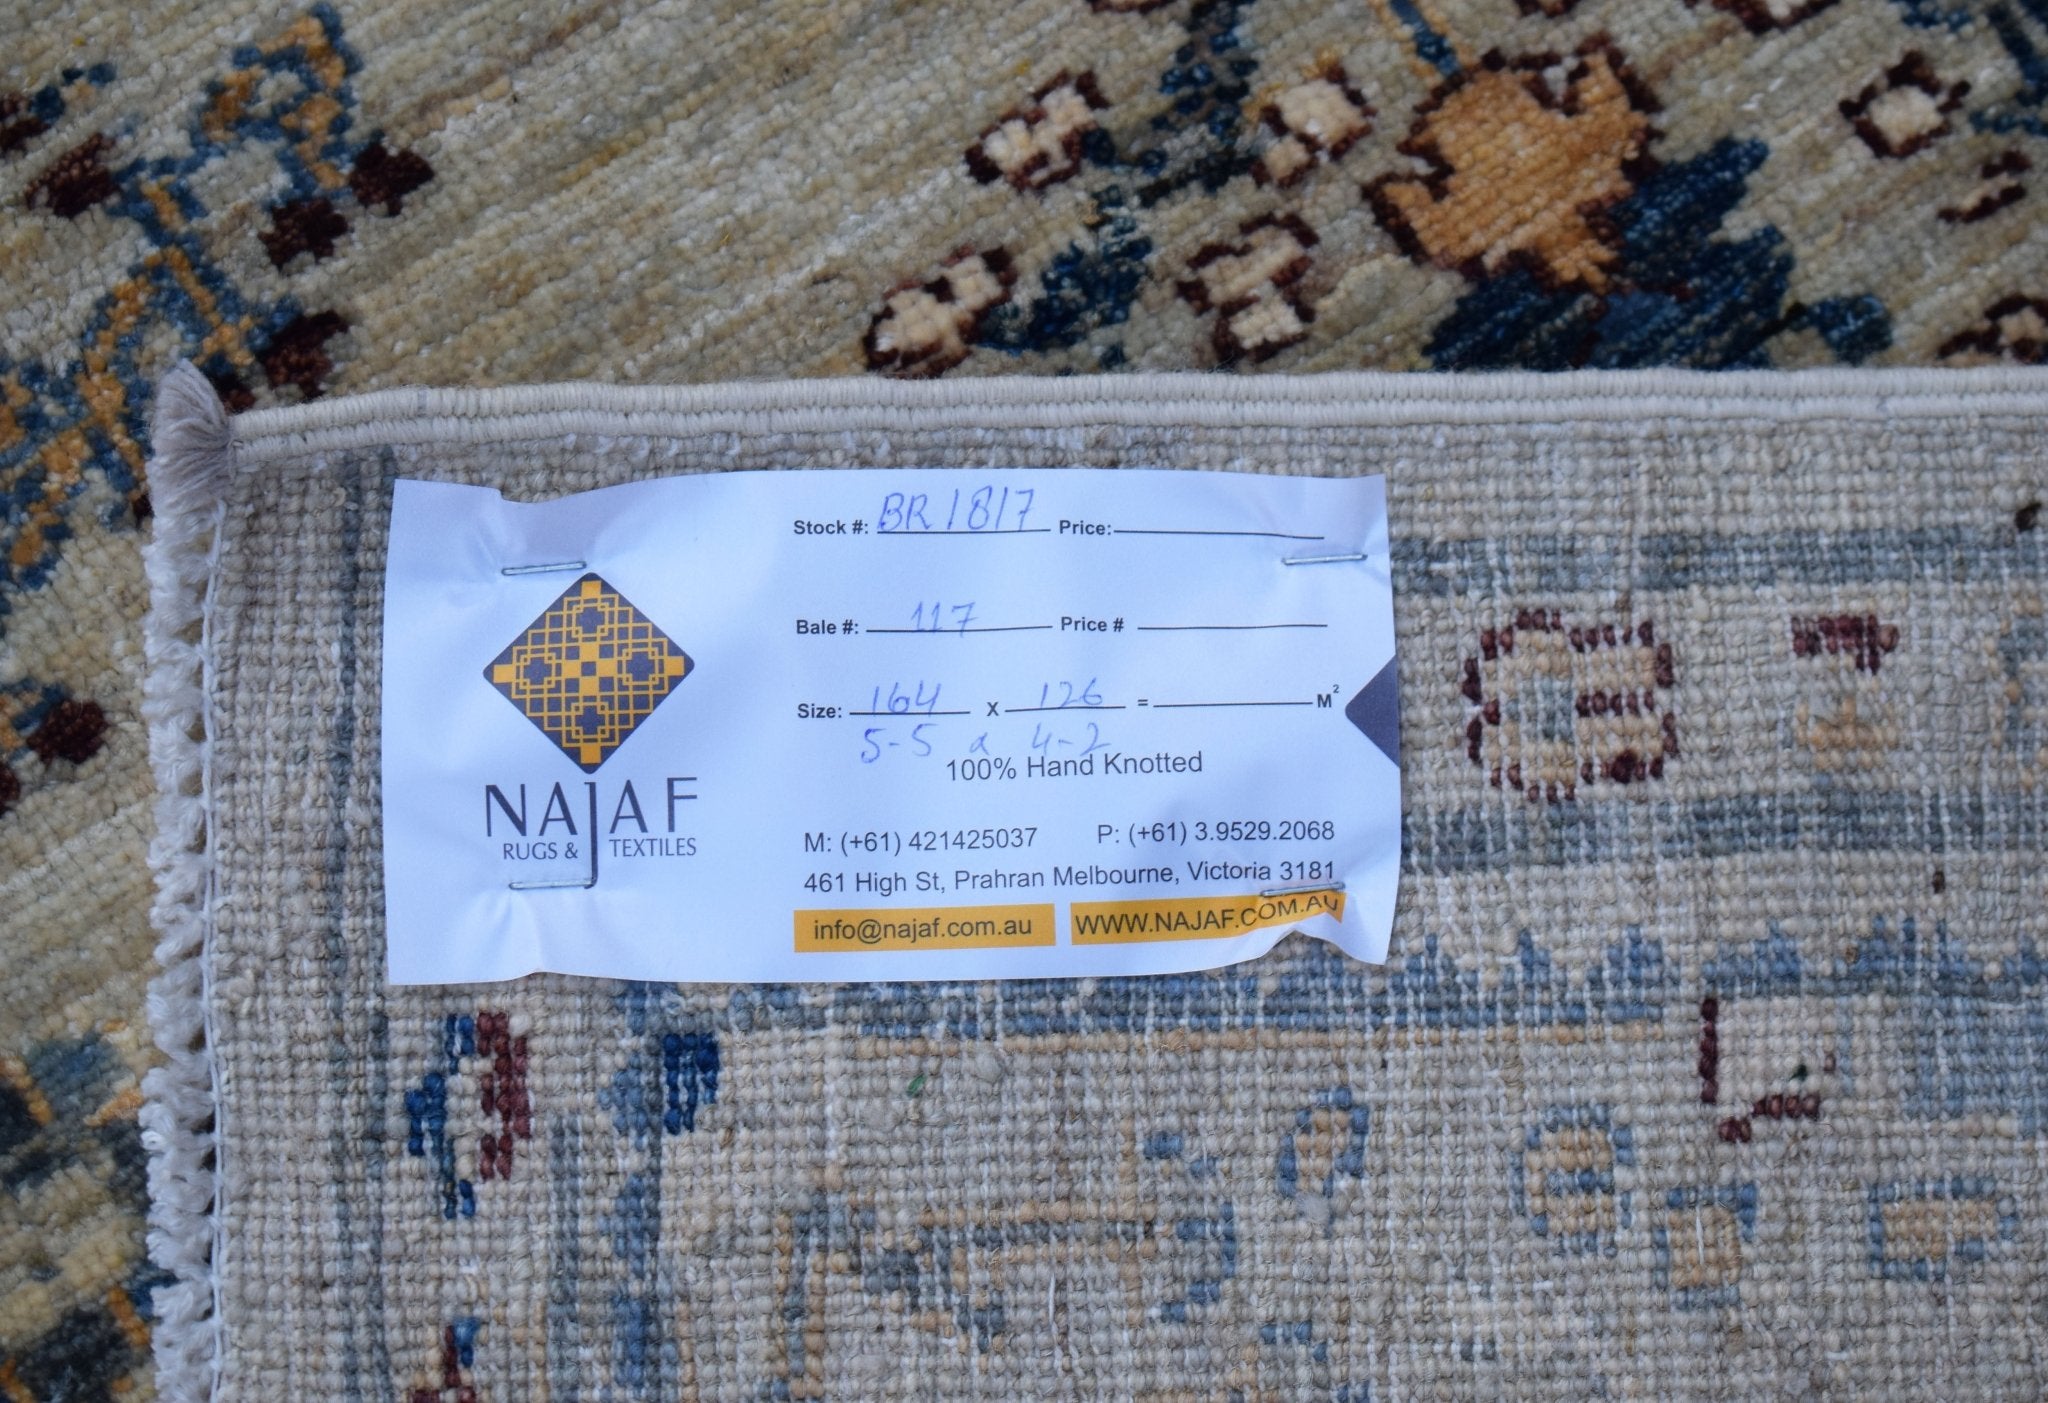 Stock #: BR1817 Price:
Bale #: 117 Price #
Size: 164 x 126 = M²
5-5 x 4-2
100% Hand Knotted
NAJAF
RUGS & TEXTILES
M: (+61) 421425037 P: (+61) 3.9529.2068
461 High St, Prahran Melbourne, Victoria 3181
info@najaf.com.au WWW.NAJAF.COM.AU